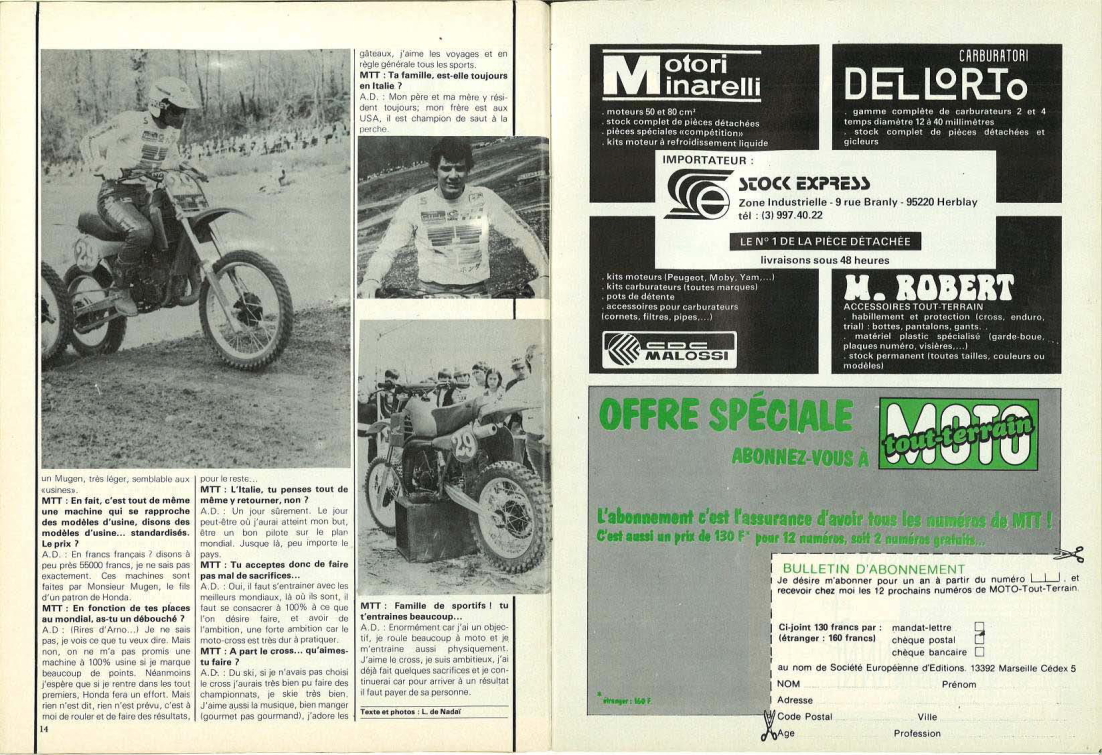 un Mugen, très léger, semblable aux
«usines».
MTT : En fait, c'est tout de même
une machine qui se rapproche
des modèles d'usine, disons des
modèles d'usine... standardisés.
Le prix ?
A.D. : En francs français ? disons à
peu près 55000 francs, je ne sais pas
exactement. Ces machines sont
faites par Monsieur Mugen, le fils
d'un patron de Honda.
MTT : En fonction de tes places
au mondial, as-tu un débouché ?
A.D : (Rires d'Arno...) Je ne sais
pas, je vois ce que tu veux dire. Mais
non, on ne m'a pas promis une
machine à 100% usine si je marque
beaucoup de points. Néanmoins
j'espère que si je rentre dans les tout
premiers, Honda fera un effort. Mais
rien n'est dit, rien n'est prévu, c'est à
moi de rouler et de faire des résultats,
14
pour le reste...
MTT : L'Italie, tu penses tout de
même y retourner, non ?
A.D. : Un jour sûrement. Le jour
peut-être où j'aurai atteint mon but,
être un bon pilote sur le plan
mondial. Jusque là, peu importe le
pays.
MTT : Tu acceptes donc de faire
pas mal de sacrifices...
A.D. : Oui, il faut s'entrainer avec les
meilleurs mondiaux, là où ils sont, il
faut se consacrer à 100% à ce que
l'on désire faire, et avoir de
l'ambition, une forte ambition car le
moto-cross est très dur à pratiquer.
MTT : A part le cross... qu'aimes-
tu faire ?
A.D. : Du ski, si je n'avais pas choisi
le cross j'aurais très bien pu faire des
championnats, je skie très bien.
J'aime aussi la musique, bien manger
(gourmet pas gourmand), j'adore les
gâteaux, j'aime les voyages et en
règle générale tous les sports.
MTT : Ta famille, est-elle toujours
en Italie ?
A.D. : Mon père et ma mère y rési-
dent toujours; mon frère est aux
USA, il est champion de saut à la
perche.
29
MTT : Famille de sportifs ! tu
t'entraines beaucoup...
A.D. : Enormément car j'ai un objec-
tif, je roule beaucoup à moto et je
m'entraine aussi physiquement.
J'aime le cross, je suis ambitieux, j'ai
déjà fait quelques sacrifices et je con-
tinuerai car pour arriver à un résultat
il faut payer de sa personne.
Texte et photos : L. de Nadaï
Motori
Minarelli
. moteurs 50 et 80 cm³
. stock complet de pièces détachées
. pièces spéciales «compétition»
. kits moteur à refroidissement liquide
CARBURATORI
DELLORTO
. gamme complète de carburateurs 2 et 4
temps diamètre 12 à 40 millimètres
. stock complet de pièces détachées et
gicleurs
IMPORTATEUR :
STOCK EXPRESS
Zone Industrielle - 9 rue Branly - 95220 Herblay
tél : (3) 997.40.22
LE N° 1 DE LA PIÈCE DÉTACHÉE
livraisons sous 48 heures
. kits moteurs (Peugeot, Moby, Yam,...)
. kits carburateurs (toutes marques)
. pots de détente
. accessoires pour carburateurs
(cornets, filtres, pipes,...)
CDC
MALOSSI
M. ROBERT
ACCESSOIRES TOUT-TERRAIN
. habillement et protection (cross, enduro,
trial) : bottes, pantalons, gants.
. matériel plastic spécialisé (garde-boue,
plaques numéro, visières,...)
. stock permanent (toutes tailles, couleurs ou
modèles)
OFFRE SPÉCIALE
ABONNEZ-VOUS À
MOTO
tout-terrain
L'abonnement c'est l'assurance d'avoir tous les numéros de MTT !
C'est aussi un prix de 130 F* pour 12 numéros, soit 2 numéros gratuits...
* étranger : 160 F
BULLETIN D'ABONNEMENT
Je désire m'abonner pour un an à partir du numéro , et
recevoir chez moi les 12 prochains numéros de MOTO-Tout-Terrain.
Ci-joint 130 francs par : mandat-lettre
(étranger : 160 francs) chèque postal
chèque bancaire
au nom de Société Européenne d'Editions. 13392 Marseille Cédex 5
NOM Prénom
Adresse
Code Postal Ville
Age Profession